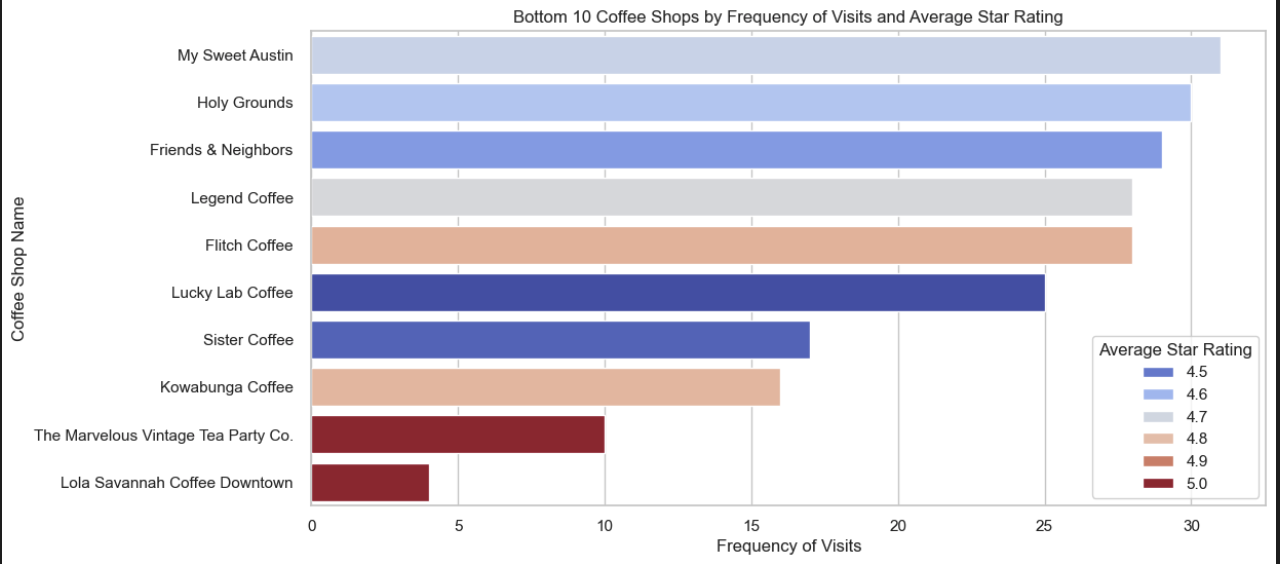 Bottom 10 Coffee Shops by Frequency of Visits and Average Star Rating
Coffee Shop Name
My Sweet Austin
Holy Grounds
Friends & Neighbors
Legend Coffee
Flitch Coffee
Lucky Lab Coffee
Sister Coffee
Kowabunga Coffee
The Marvelous Vintage Tea Party Co.
Lola Savannah Coffee Downtown
Average Star Rating
4.5
4.6
4.7
4.8
4.9
5.0
0 5 10 15 20 25 30
Frequency of Visits